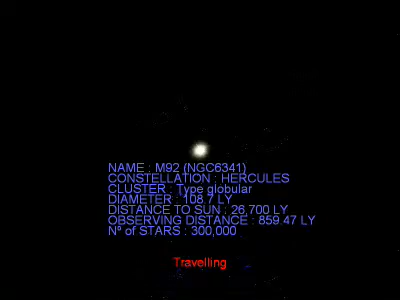 NAME : M92 (NGC6341)
CONSTELLATION : HERCULES
CLUSTER : Type globular
DIAMETER : 108.7 LY
DISTANCE TO SUN : 26,700 LY
OBSERVING DISTANCE : 859.47 LY
Nº of STARS : 300,000
Travelling